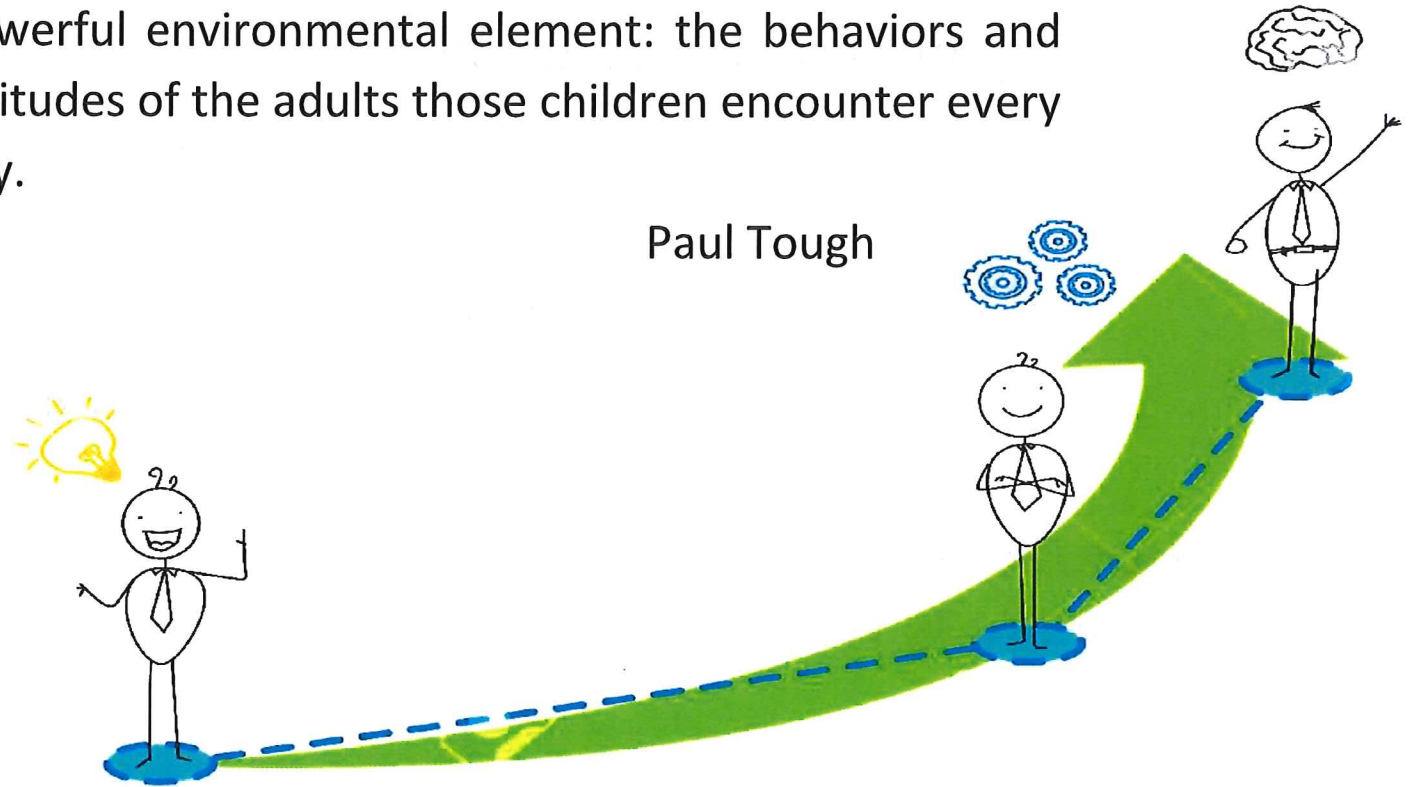 werful environmental element: the behaviors and
itudes of the adults those children encounter every
y.
Paul Tough